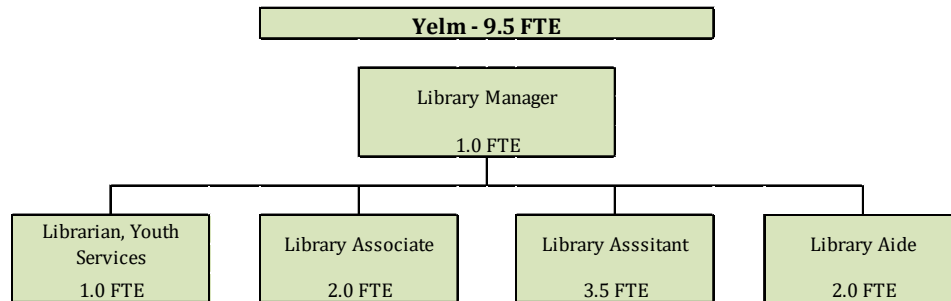 Yelm - 9.5 FTE
Library Manager
1.0 FTE
Librarian, Youth
Services
1.0 FTE
Library Associate
2.0 FTE
Library Asssitant
3.5 FTE
Library Aide
2.0 FTE